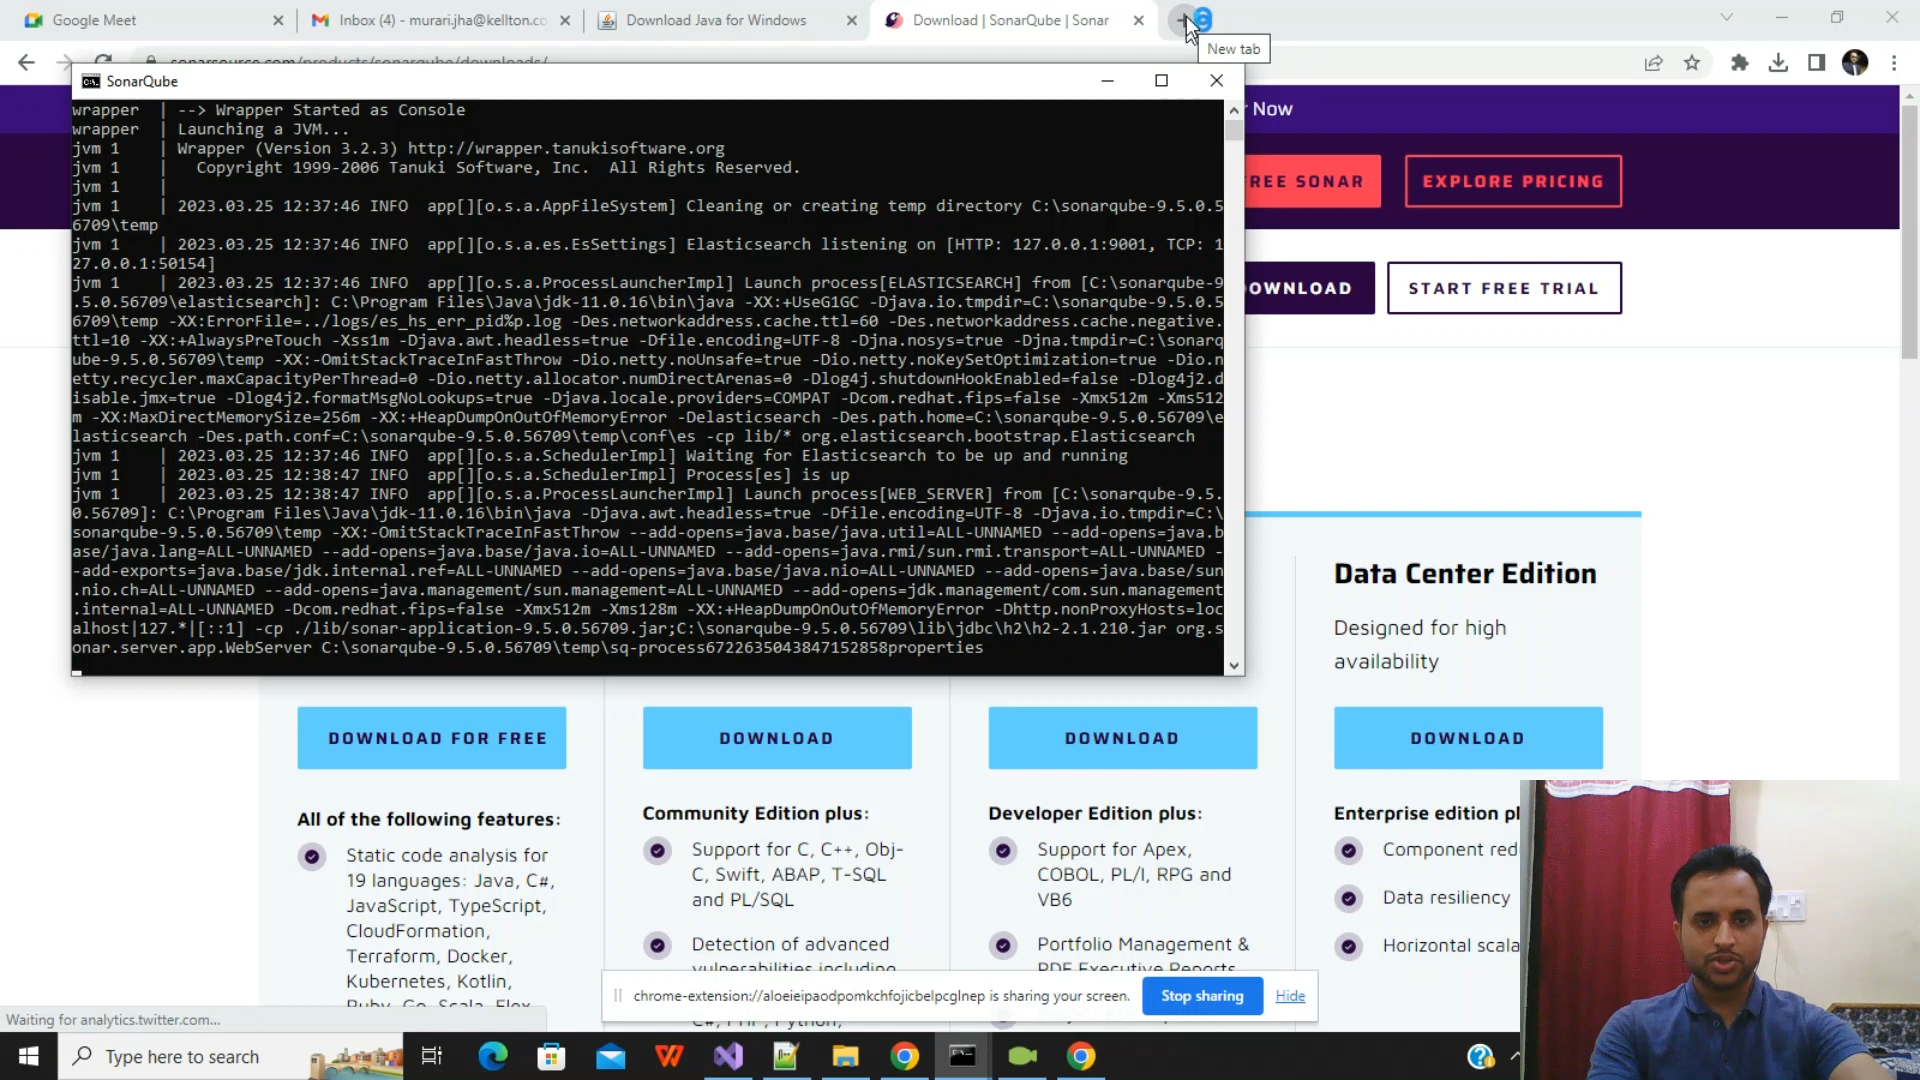 Google Meet
Inbox (4) - murari.jha@kellton.co
Download Java for Windows
Download | SonarQube | Sonar
New tab
SonarQube
r Now
wrapper | --> Wrapper Started as Console
wrapper | Launching a JVM...
jvm 1 | Wrapper (Version 3.2.3) http://wrapper.tanukisoftware.org
jvm 1 | Copyright 1999-2006 Tanuki Software, Inc. All Rights Reserved.
jvm 1 |
jvm 1 | 2023.03.25 12:37:46 INFO app[][o.s.a.AppFileSystem] Cleaning or creating temp directory C:\sonarqube-9.5.0.5
6709\temp
jvm 1 | 2023.03.25 12:37:46 INFO app[][o.s.a.es.EsSettings] Elasticsearch listening on [HTTP: 127.0.0.1:9001, TCP: 1
27.0.0.1:50154]
jvm 1 | 2023.03.25 12:37:46 INFO app[][o.s.a.ProcessLauncherImpl] Launch process[ELASTICSEARCH] from [C:\sonarqube-9
.5.0.56709\elasticsearch]: C:\Program Files\Java\jdk-11.0.16\bin\java -XX:+UseG1GC -Djava.io.tmpdir=C:\sonarqube-9.5.0.5
6709\temp -XX:ErrorFile=../logs/es_hs_err_pid%p.log -Des.networkaddress.cache.ttl=60 -Des.networkaddress.cache.negative.
ttl=10 -XX:+AlwaysPreTouch -Xss1m -Djava.awt.headless=true -Dfile.encoding=UTF-8 -Djna.nosys=true -Djna.tmpdir=C:\sonarq
ube-9.5.0.56709\temp -XX:-OmitStackTraceInFastThrow -Dio.netty.noUnsafe=true -Dio.netty.noKeySetOptimization=true -Dio.n
etty.recycler.maxCapacityPerThread=0 -Dio.netty.allocator.numDirectArenas=0 -Dlog4j.shutdownHookEnabled=false -Dlog4j2.d
isable.jmx=true -Dlog4j2.formatMsgNoLookups=true -Djava.locale.providers=COMPAT -Dcom.redhat.fips=false -Xmx512m -Xms512
m -XX:MaxDirectMemorySize=256m -XX:+HeapDumpOnOutOfMemoryError -Delasticsearch -Des.path.home=C:\sonarqube-9.5.0.56709\e
lasticsearch -Des.path.conf=C:\sonarqube-9.5.0.56709\temp\conf\es -cp lib/* org.elasticsearch.bootstrap.Elasticsearch
jvm 1 | 2023.03.25 12:37:46 INFO app[][o.s.a.SchedulerImpl] Waiting for Elasticsearch to be up and running
jvm 1 | 2023.03.25 12:38:47 INFO app[][o.s.a.SchedulerImpl] Process[es] is up
jvm 1 | 2023.03.25 12:38:47 INFO app[][o.s.a.ProcessLauncherImpl] Launch process[WEB_SERVER] from [C:\sonarqube-9.5.
0.56709]: C:\Program Files\Java\jdk-11.0.16\bin\java -Djava.awt.headless=true -Dfile.encoding=UTF-8 -Djava.io.tmpdir=C:\
sonarqube-9.5.0.56709\temp -XX:-OmitStackTraceInFastThrow --add-opens=java.base/java.util=ALL-UNNAMED --add-opens=java.b
ase/java.lang=ALL-UNNAMED --add-opens=java.base/java.io=ALL-UNNAMED --add-opens=java.rmi/sun.rmi.transport=ALL-UNNAMED -
-add-exports=java.base/jdk.internal.ref=ALL-UNNAMED --add-opens=java.base/java.nio=ALL-UNNAMED --add-opens=java.base/sun
.nio.ch=ALL-UNNAMED --add-opens=java.management/sun.management=ALL-UNNAMED --add-opens=jdk.management/com.sun.management
.internal=ALL-UNNAMED -Dcom.redhat.fips=false -Xmx512m -Xms128m -XX:+HeapDumpOnOutOfMemoryError -Dhttp.nonProxyHosts=loc
alhost|127.*|[::1] -cp ./lib/sonar-application-9.5.0.56709.jar;C:\sonarqube-9.5.0.56709\lib\jdbc\h2\h2-2.1.210.jar org.s
onar.server.app.WebServer C:\sonarqube-9.5.0.56709\temp\sq-process6722635043847152858properties
REE SONAR
EXPLORE PRICING
OWNLOAD
START FREE TRIAL
Data Center Edition
Designed for high
availability
DOWNLOAD FOR FREE
DOWNLOAD
DOWNLOAD
DOWNLOAD
All of the following features:
Static code analysis for
19 languages: Java, C#,
JavaScript, TypeScript,
CloudFormation,
Terraform, Docker,
Kubernetes, Kotlin,
Ruby, Go, Scala, Flex,
Community Edition plus:
Support for C, C++, Obj-
C, Swift, ABAP, T-SQL
and PL/SQL
Detection of advanced
vulnerabilities including
C#, PHP, Python,
Developer Edition plus:
Support for Apex,
COBOL, PL/I, RPG and
VB6
Portfolio Management &
PDF Executive Reports
Enterprise edition pl
Component red
Data resiliency
Horizontal scala
chrome-extension://aloeieipaodpomkchfojicbelpcglnep is sharing your screen.
Stop sharing
Hide
Waiting for analytics.twitter.com...
Type here to search